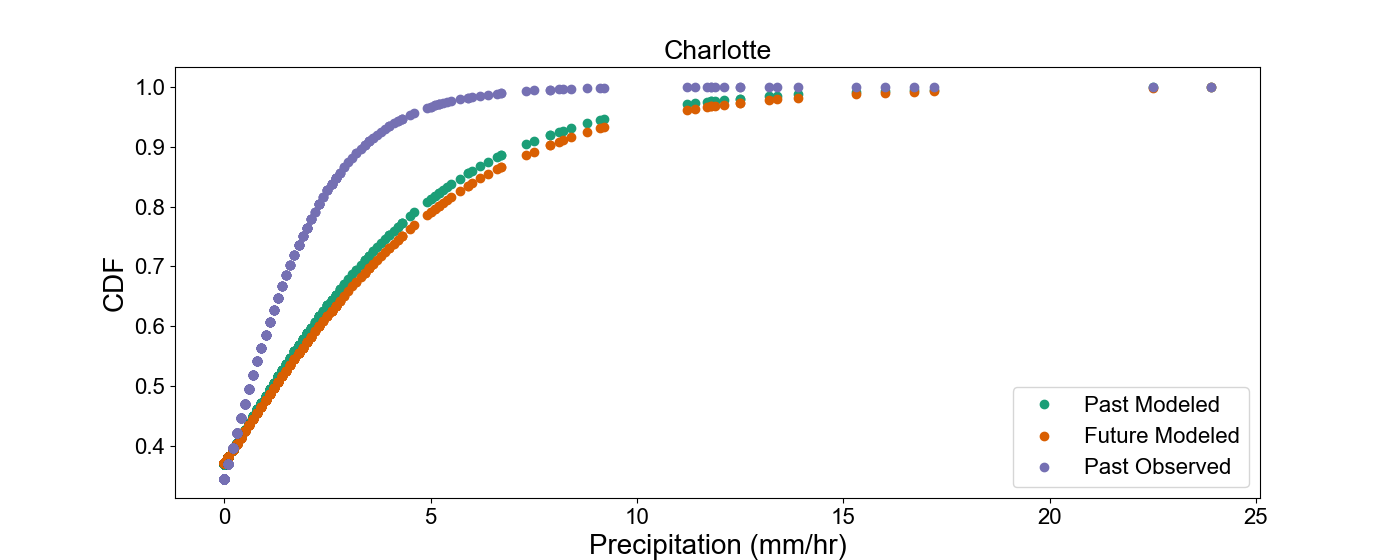 Charlotte
CDF
1.0
0.9
0.8
0.7
0.6
0.5
0.4
Past Modeled
Future Modeled
Past Observed
0 5 10 15 20 25
Precipitation (mm/hr)